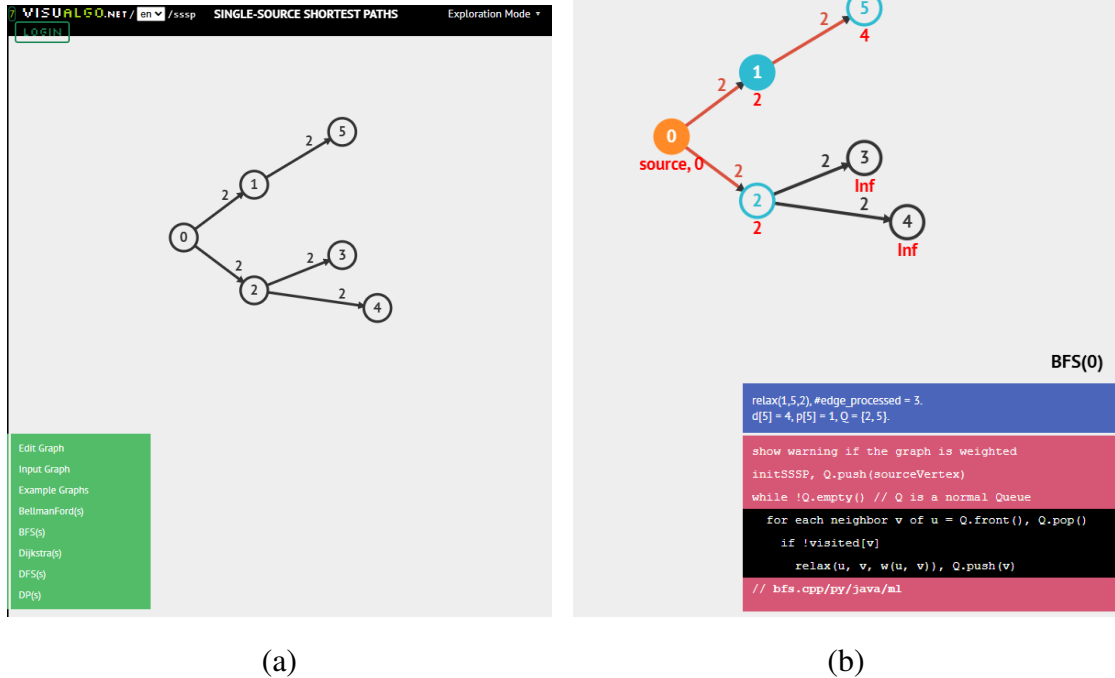 7 VISUALGO.NET / en /sssp SINGLE-SOURCE SHORTEST PATHS Exploration Mode
LOGIN
5
2
1
2
0
2
3
2
2
2
4
Edit Graph
Input Graph
Example Graphs
BellmanFord(s)
BFS(s)
Dijkstra(s)
DFS(s)
DP(s)
(a)
5
2
4
1
2
2
0
source, 0
2
3
2
Inf
2
2
2
4
Inf
BFS(0)
relax(1,5,2), #edge_processed = 3.
d[5] = 4, p[5] = 1, Q = {2, 5}.
show warning if the graph is weighted
initSSSP, Q.push(sourceVertex)
while !Q.empty() // Q is a normal Queue
for each neighbor v of u = Q.front(), Q.pop()
if !visited[v]
relax(u, v, w(u, v)), Q.push(v)
// bfs.cpp/py/java/ml
(b)